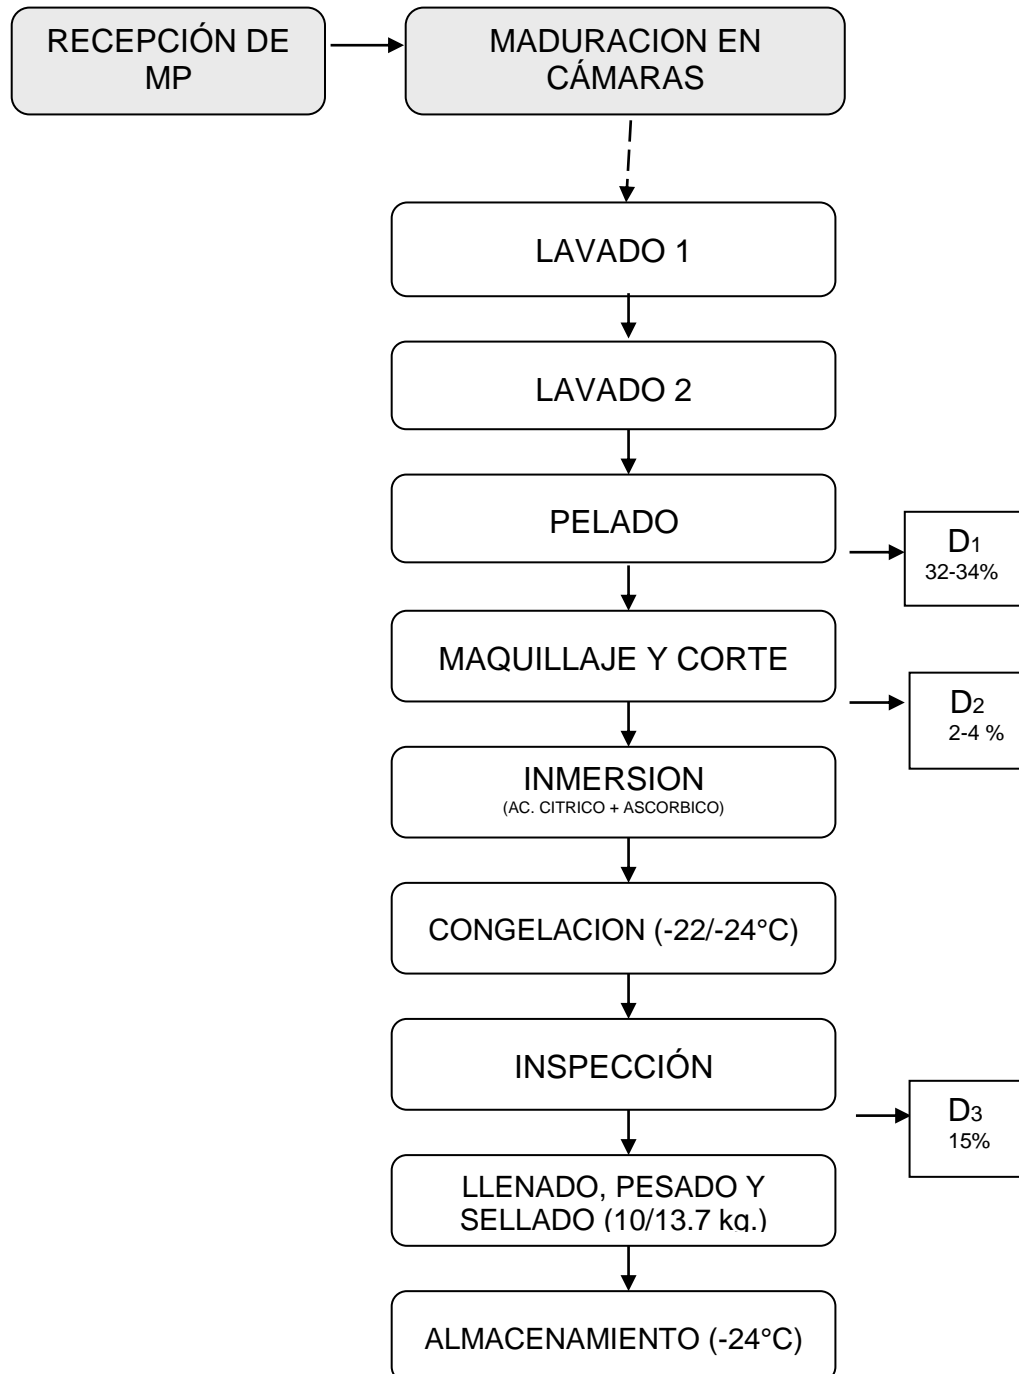 RECEPCIÓN DE
MP
MADURACION EN
CÁMARAS
LAVADO 1
LAVADO 2
PELADO
D1
32-34%
MAQUILLAJE Y CORTE
D2
2-4 %
INMERSION
(AC. CITRICO + ASCORBICO)
CONGELACION (-22/-24°C)
INSPECCIÓN
D3
15%
LLENADO, PESADO Y
SELLADO (10/13.7 kg.)
ALMACENAMIENTO (-24°C)